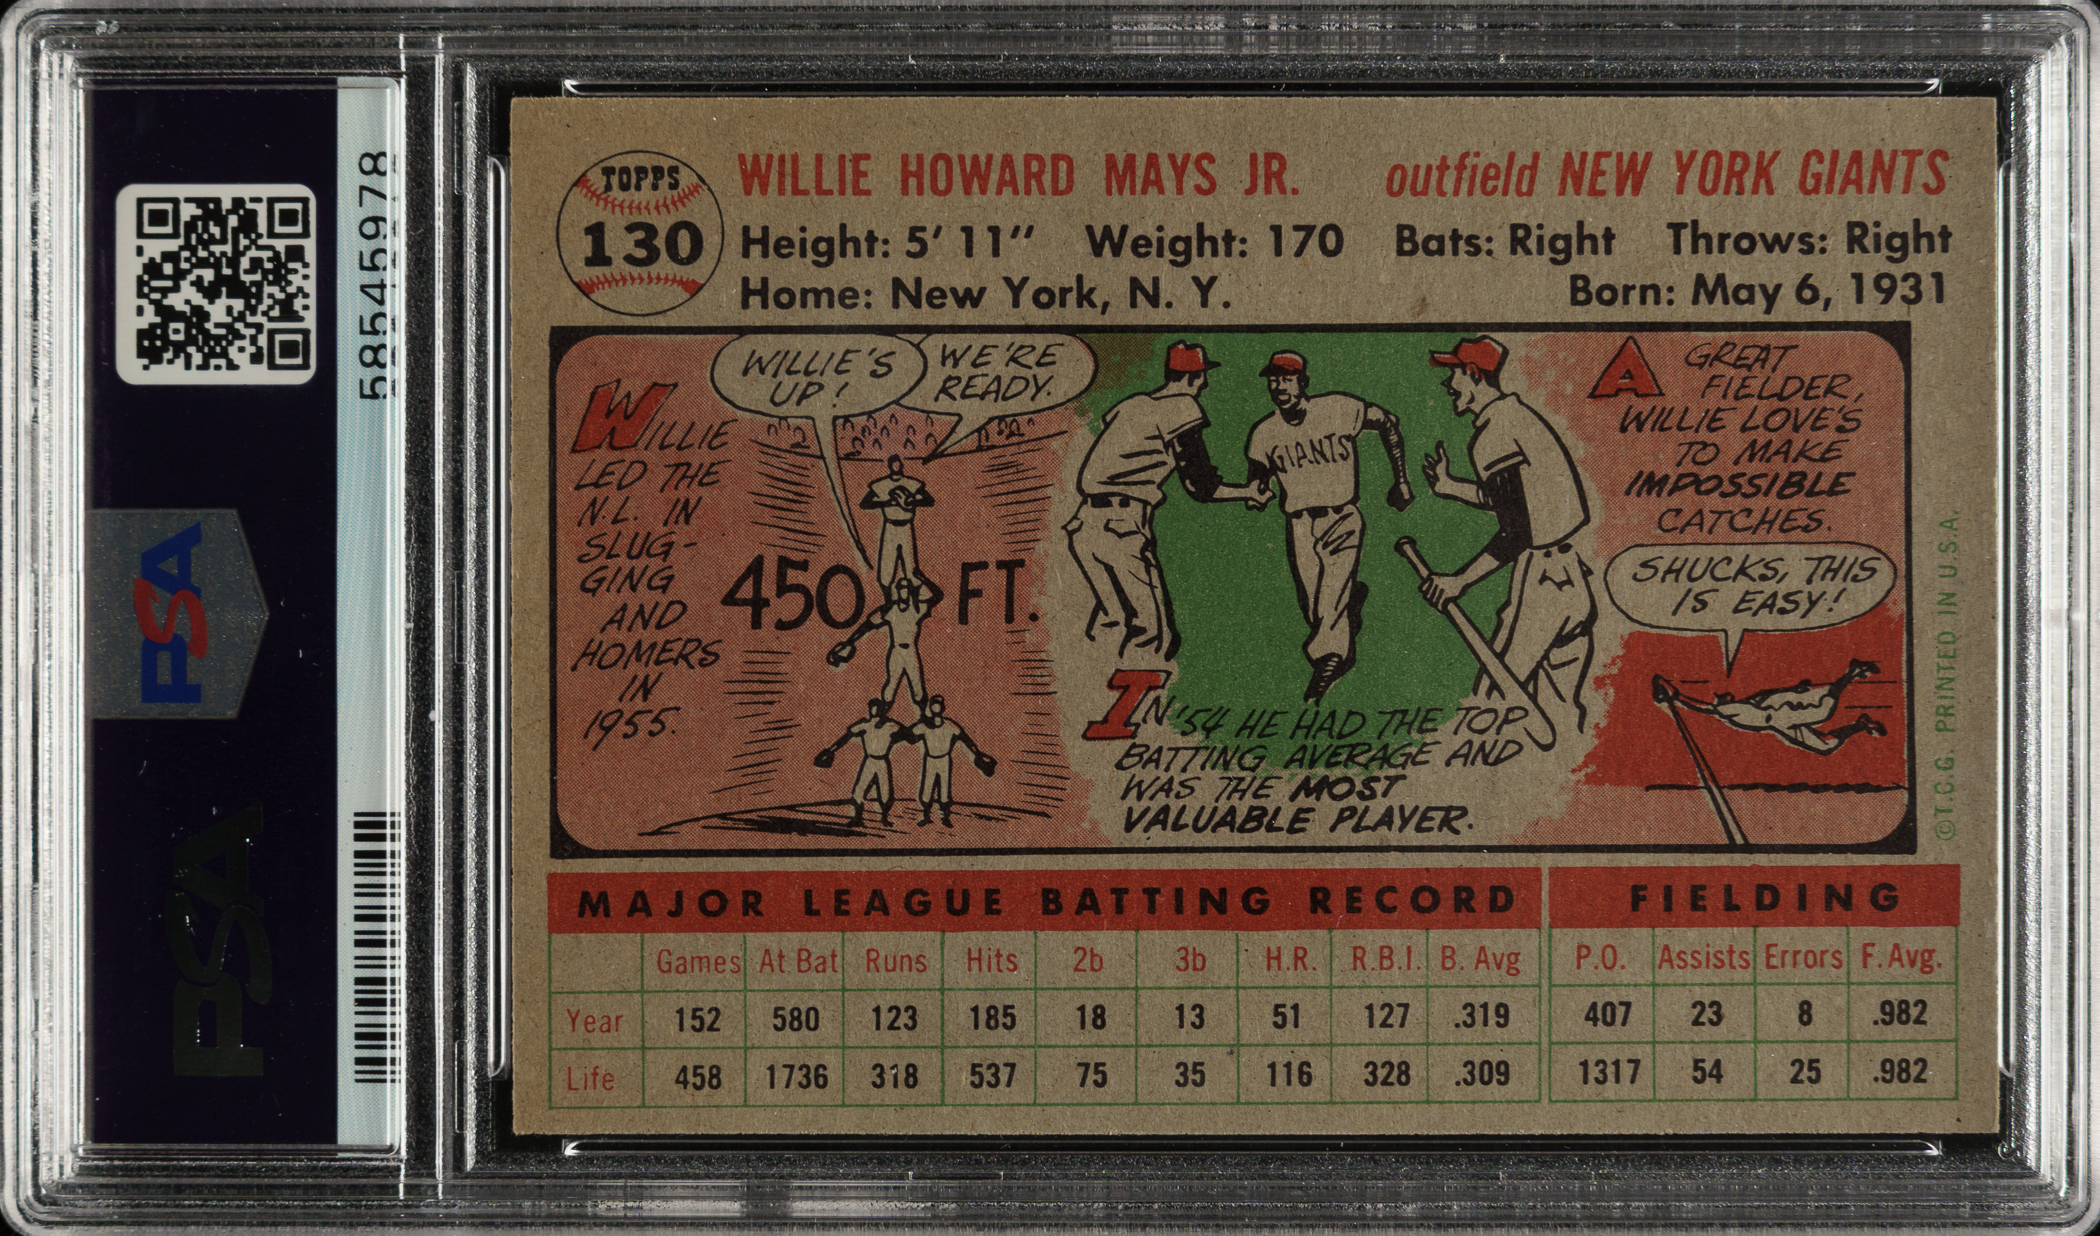 PSA
PSA
58545978
TOPPS
130
WILLIE HOWARD MAYS JR. outfield NEW YORK GIANTS
Height: 5' 11" Weight: 170 Bats: Right Throws: Right
Home: New York, N. Y. Born: May 6, 1931
WILLIE
LED THE
N.L. IN
SLUG-
GING
AND
HOMERS
IN
1955.
WILLIE'S
UP!
WE'RE
READY.
450 FT.
GIANTS
IN '54 HE HAD THE TOP
BATTING AVERAGE AND
WAS THE MOST
VALUABLE PLAYER.
A GREAT
FIELDER,
WILLIE LOVE'S
TO MAKE
IMPOSSIBLE
CATCHES.
SHUCKS, THIS
IS EASY!
©T.C.G. PRINTED IN U.S.A.
MAJOR LEAGUE BATTING RECORD FIELDING
Games At Bat Runs Hits 2b 3b H.R. R.B.I. B. Avg P.O. Assists Errors F. Avg.
Year 152 580 123 185 18 13 51 127 .319 407 23 8 .982
Life 458 1736 318 537 75 35 116 328 .309 1317 54 25 .982